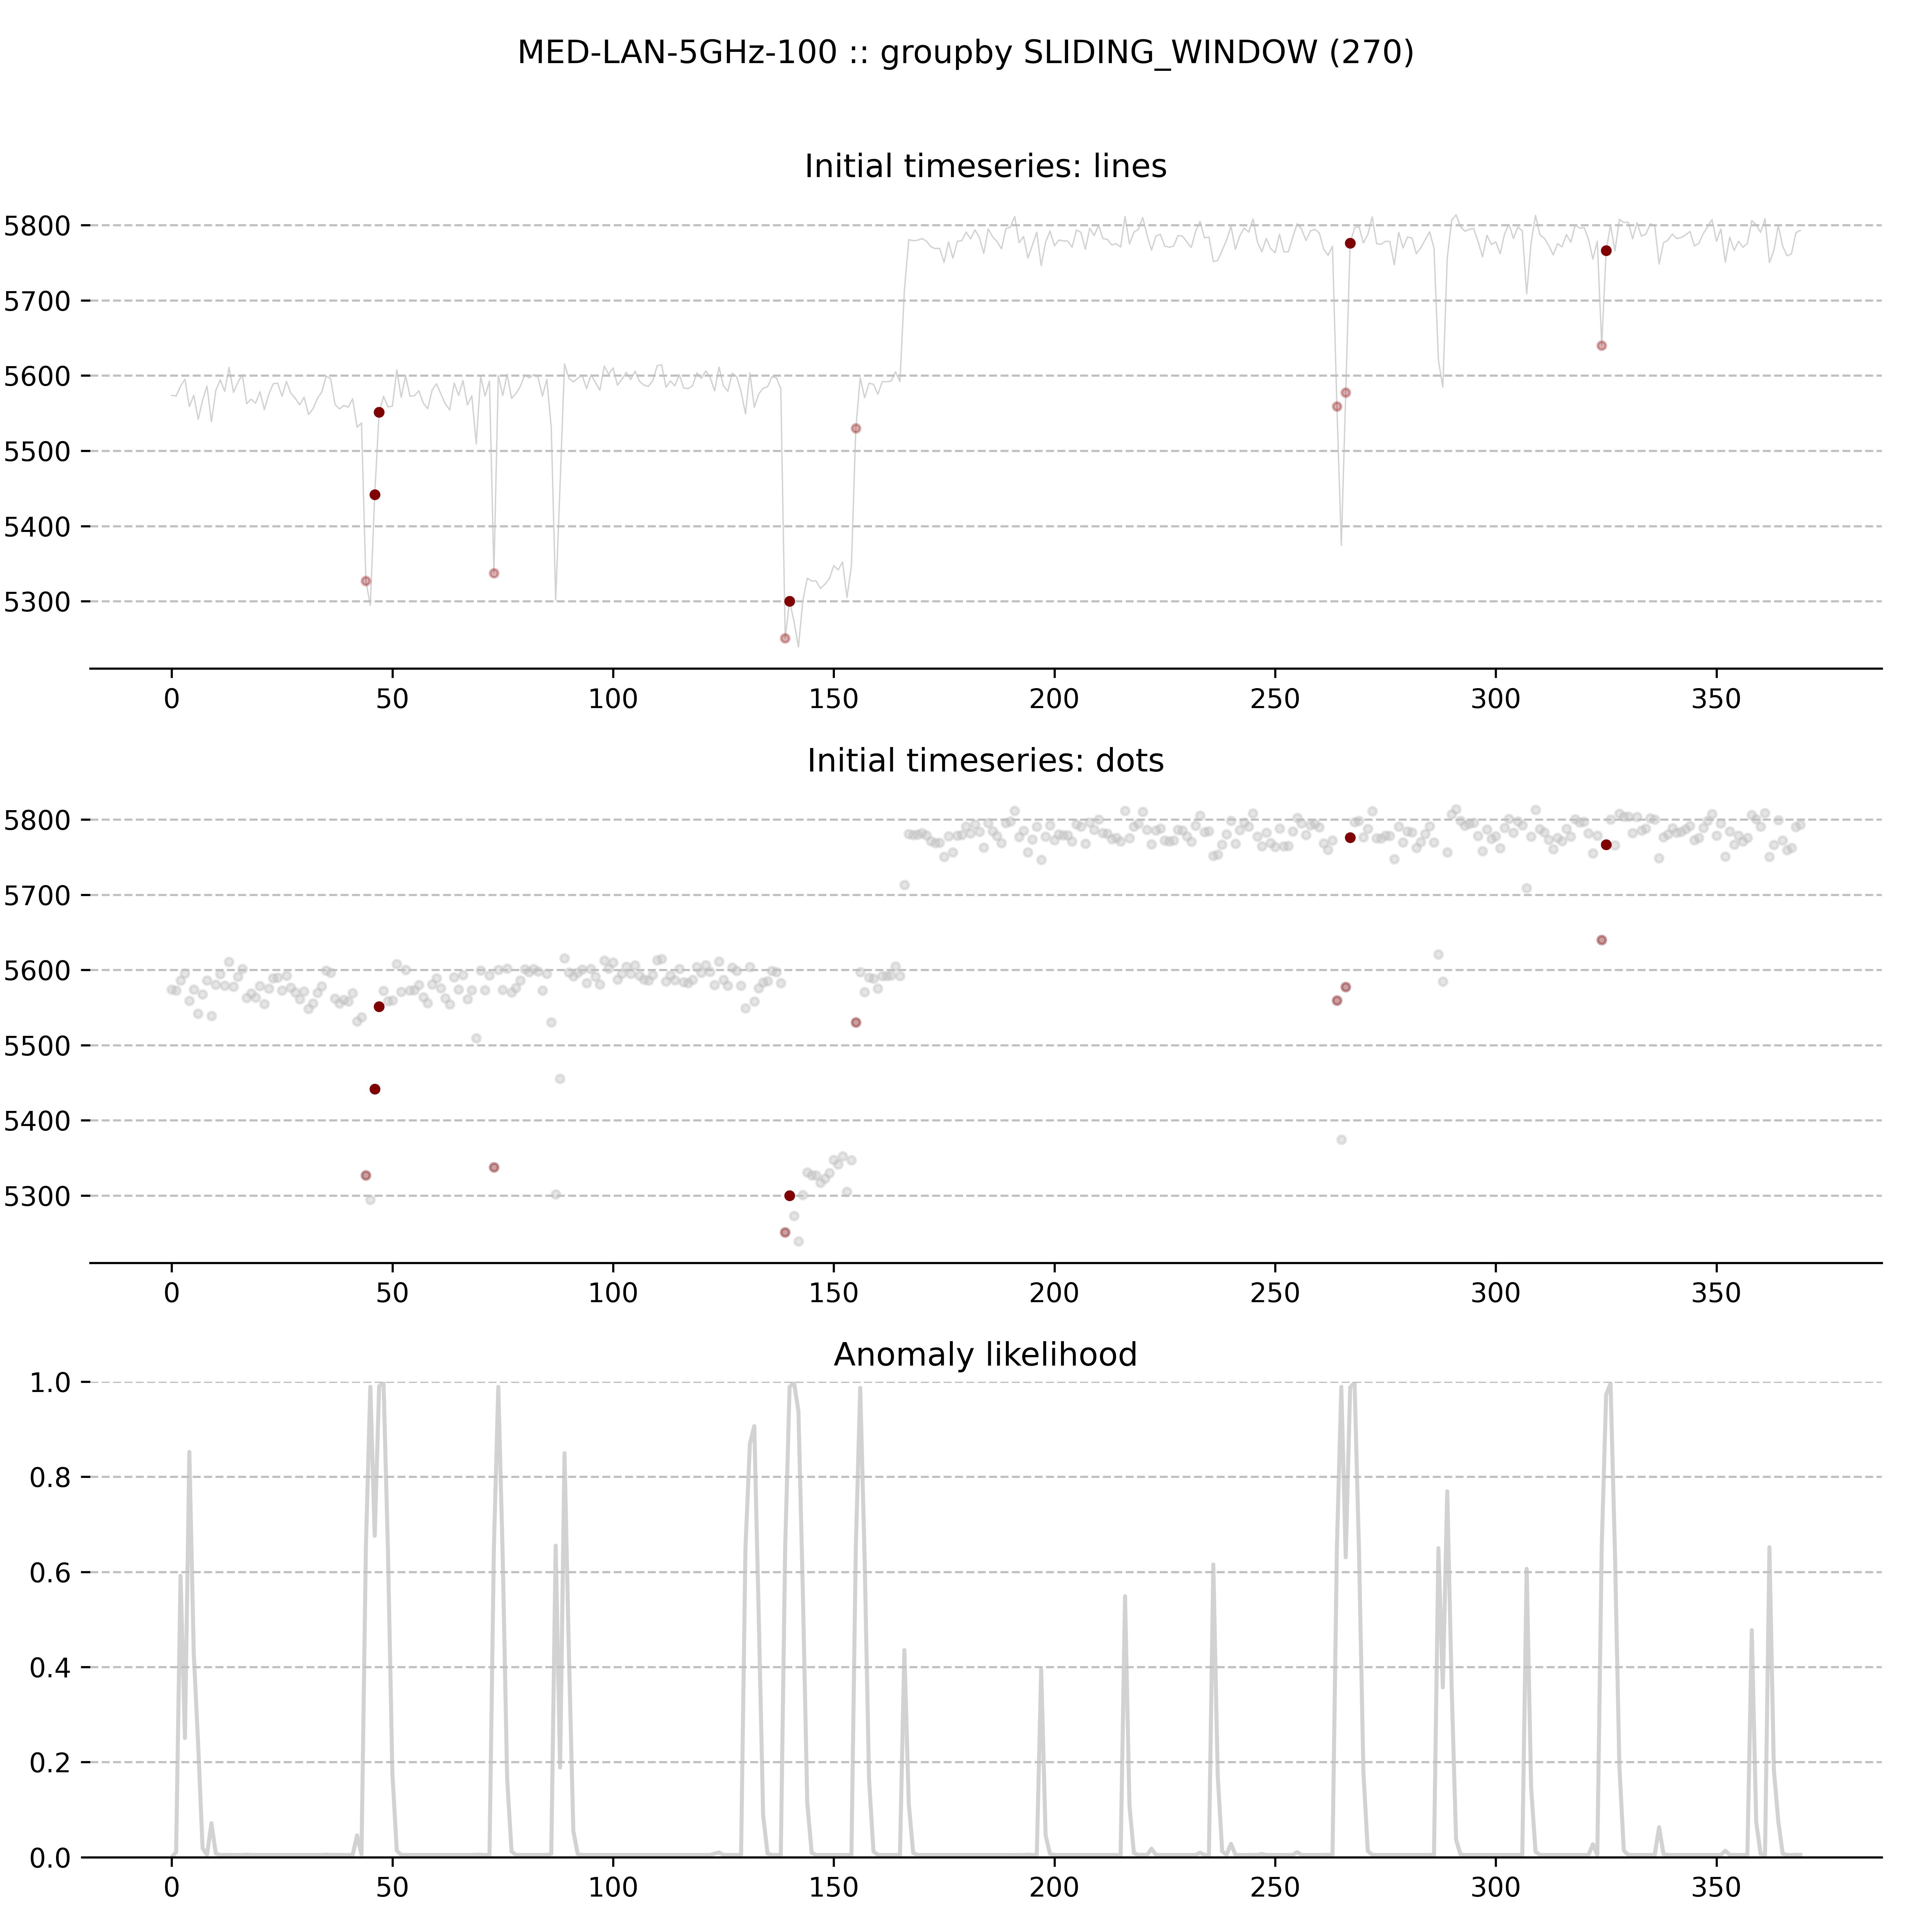 MED-LAN-5GHz-100 :: groupby SLIDING_WINDOW (270)
Initial timeseries: lines
5800
5700
5600
5500
5400
5300
0 50 100 150 200 250 300 350
Initial timeseries: dots
5800
5700
5600
5500
5400
5300
0 50 100 150 200 250 300 350
Anomaly likelihood
1.0
0.8
0.6
0.4
0.2
0.0
0 50 100 150 200 250 300 350